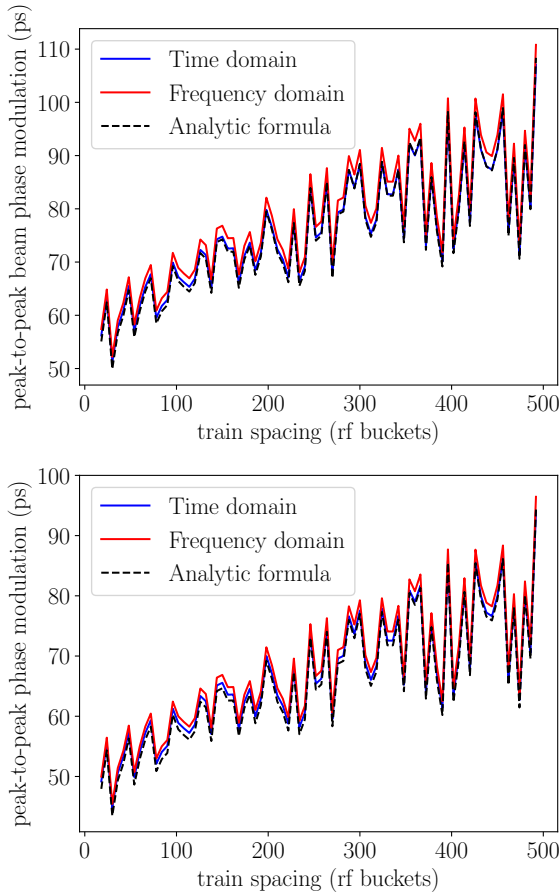 110
100
90
80
70
60
50
peak-to-peak beam phase modulation (ps)
Time domain
Frequency domain
Analytic formula
0 100 200 300 400 500
train spacing (rf buckets)
100
90
80
70
60
50
peak-to-peak phase modulation (ps)
Time domain
Frequency domain
Analytic formula
0 100 200 300 400 500
train spacing (rf buckets)